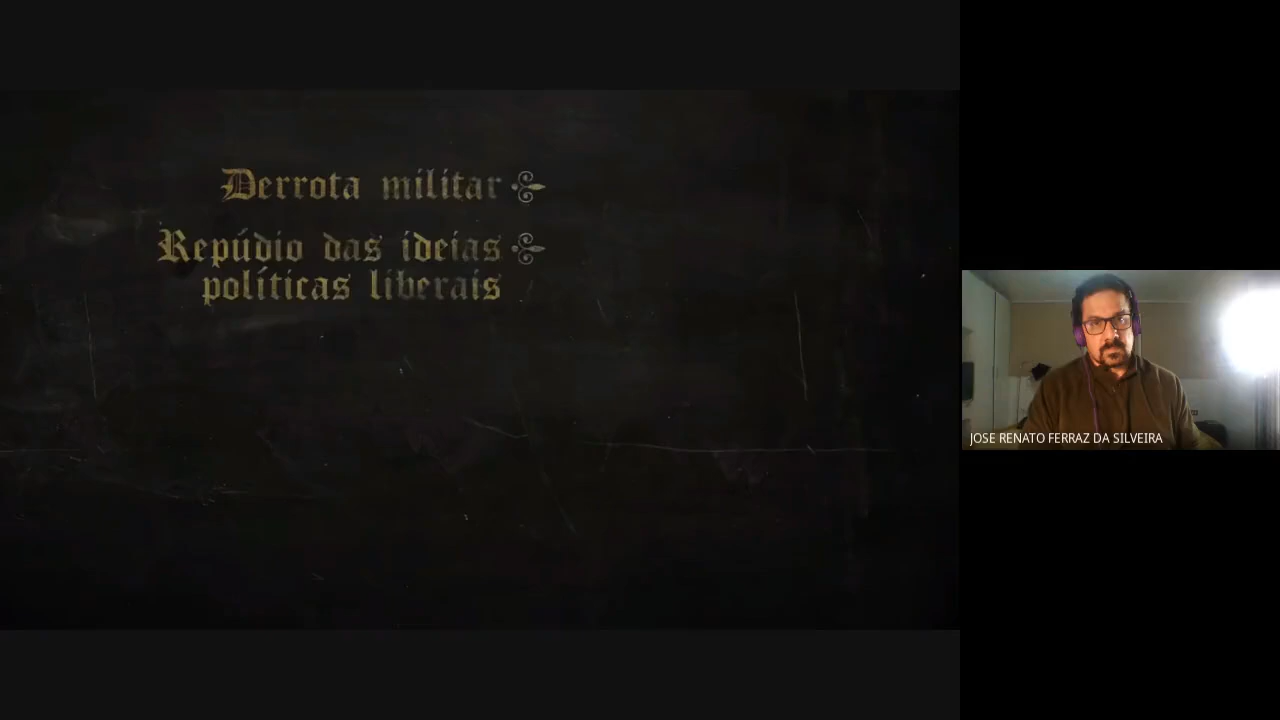 Derrota militar
Repúdio das ideias
políticas liberais
JOSE RENATO FERRAZ DA SILVEIRA